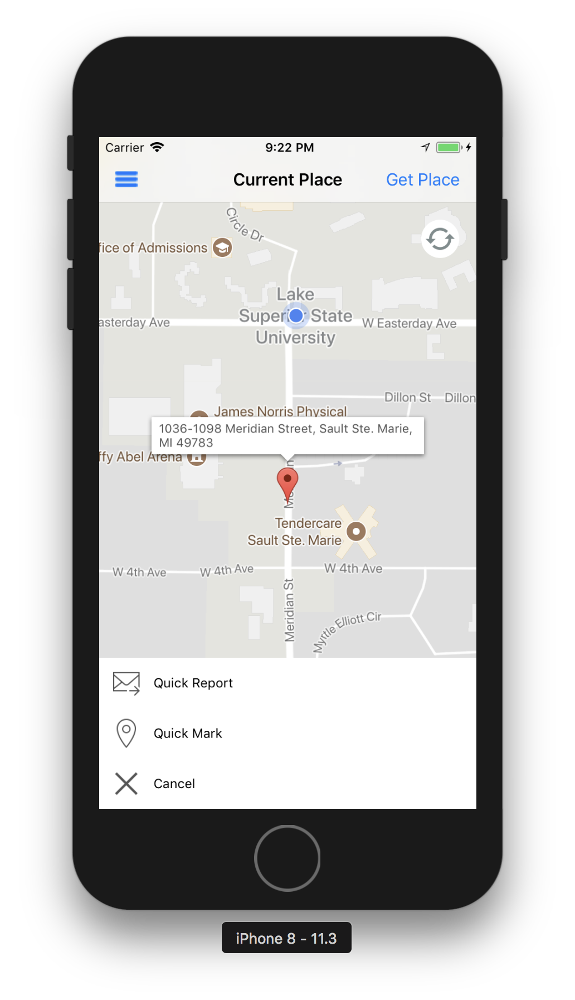 Carrier
9:22 PM
Current Place
Get Place
Circle Dr
fice of Admissions
Lake
Superior State
University
asterday Ave
W Easterday Ave
Dillon St
Dillon
James Norris Physical
1036-1098 Meridian Street, Sault Ste. Marie,
MI 49783
ffy Abel Arena
Tendercare
Sault Ste. Marie
W 4th Ave
W 4th Ave
W 4th Ave
Meridian St
Myrtle Elliott Cir
Quick Report
Quick Mark
Cancel
iPhone 8 - 11.3